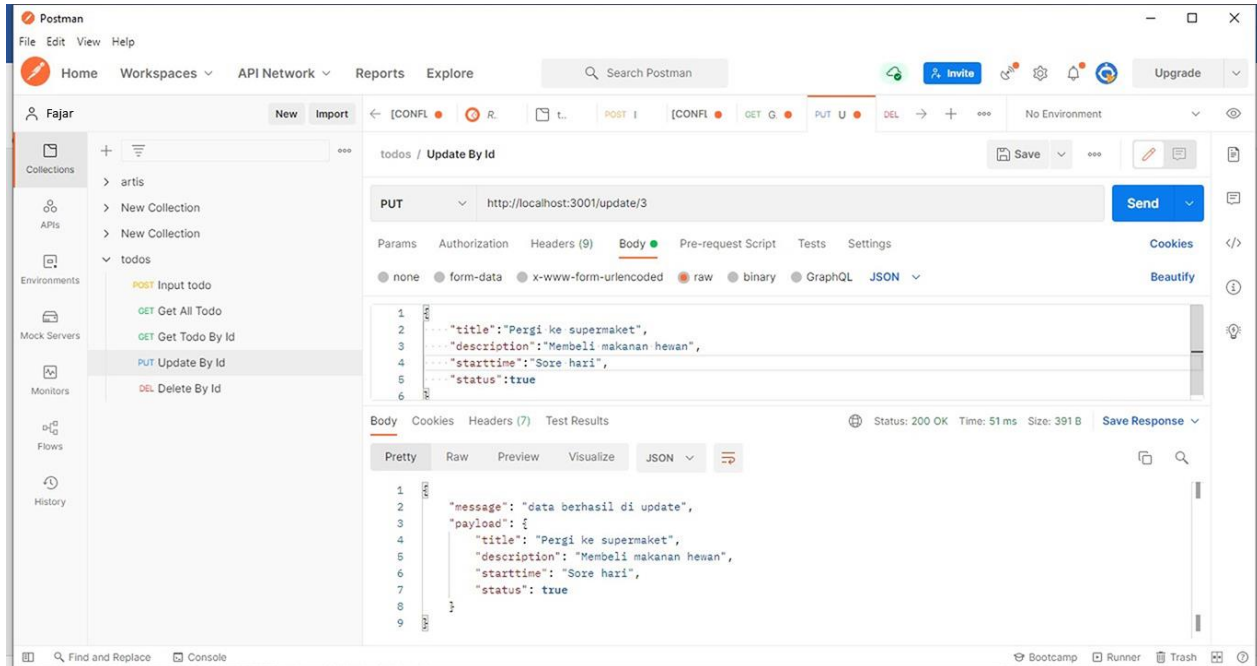 Postman
File Edit View Help
Home Workspaces API Network Reports Explore Search Postman Invite Upgrade
Fajar New Import [CONFL R. t.. POST I [CONFL GET G. PUT U DEL No Environment
Collections
APIs
Environments
Mock Servers
Monitors
Flows
History
artis
New Collection
New Collection
todos
POST Input todo
GET Get All Todo
GET Get Todo By Id
PUT Update By Id
DEL Delete By Id
todos / Update By Id Save
PUT http://localhost:3001/update/3 Send
Params Authorization Headers (9) Body Pre-request Script Tests Settings Cookies
none form-data x-www-form-urlencoded raw binary GraphQL JSON Beautify
1 {
2 "title":"Pergi ke supermaket",
3 "description":"Membeli makanan hewan",
4 "starttime":"Sore hari",
5 "status":true
6 }
Body Cookies Headers (7) Test Results Status: 200 OK Time: 51 ms Size: 391 B Save Response
Pretty Raw Preview Visualize JSON
1 {
2 "message": "data berhasil di update",
3 "payload": {
4 "title": "Pergi ke supermaket",
5 "description": "Membeli makanan hewan",
6 "starttime": "Sore hari",
7 "status": true
8 }
9 }
Find and Replace Console Bootcamp Runner Trash